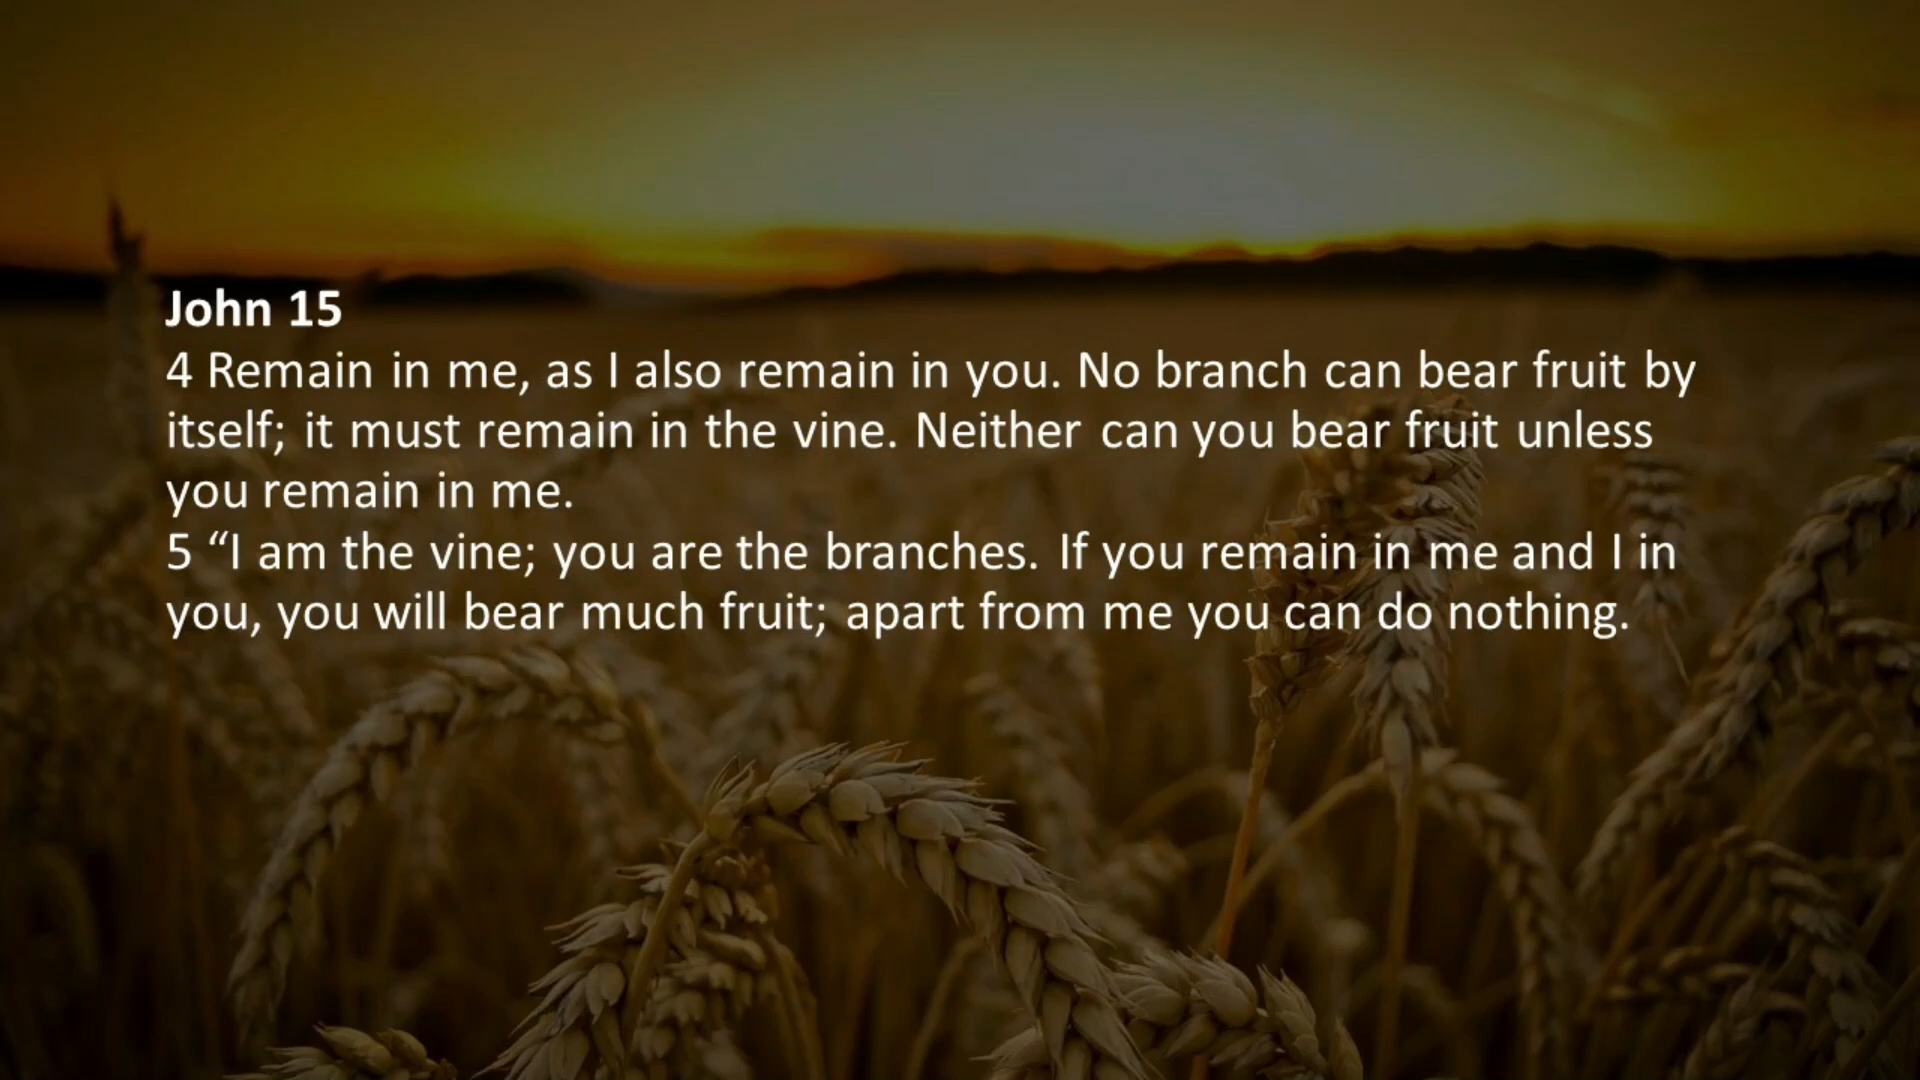 John 15
4 Remain in me, as I also remain in you. No branch can bear fruit by
itself; it must remain in the vine. Neither can you bear fruit unless
you remain in me.
5 “I am the vine; you are the branches. If you remain in me and I in
you, you will bear much fruit; apart from me you can do nothing.